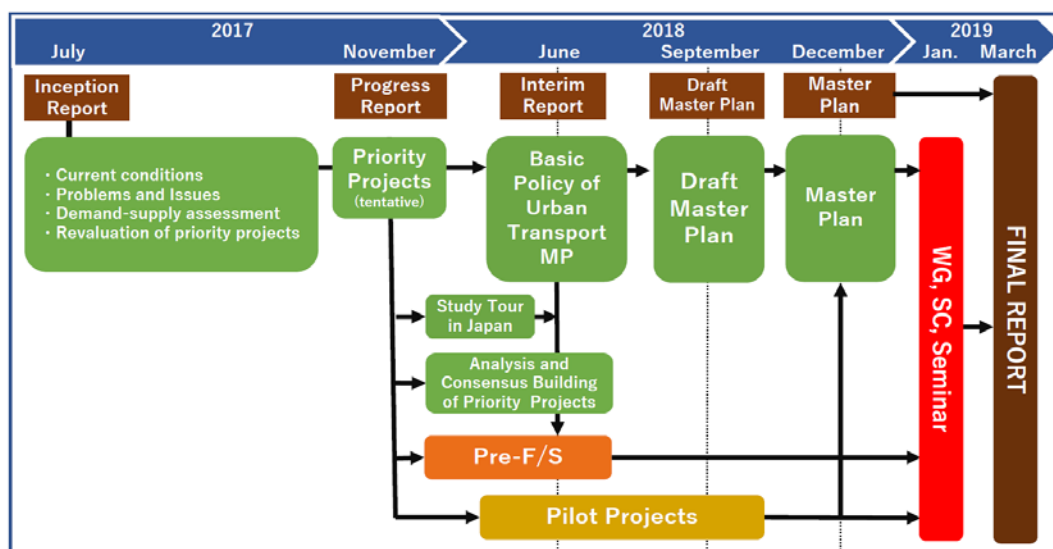 2017
2018
2019
July
November
June
September
December
Jan.
March
Inception
Report
Progress
Report
Interim
Report
Draft
Master Plan
Master
Plan
・Current conditions
・Problems and Issues
・Demand-supply assessment
・Revaluation of priority projects
Priority
Projects
(tentative)
Basic
Policy of
Urban
Transport
MP
Draft
Master
Plan
Master
Plan
Study Tour
in Japan
Analysis and
Consensus Building
of Priority Projects
Pre-F/S
Pilot Projects
WG, SC, Seminar
FINAL REPORT